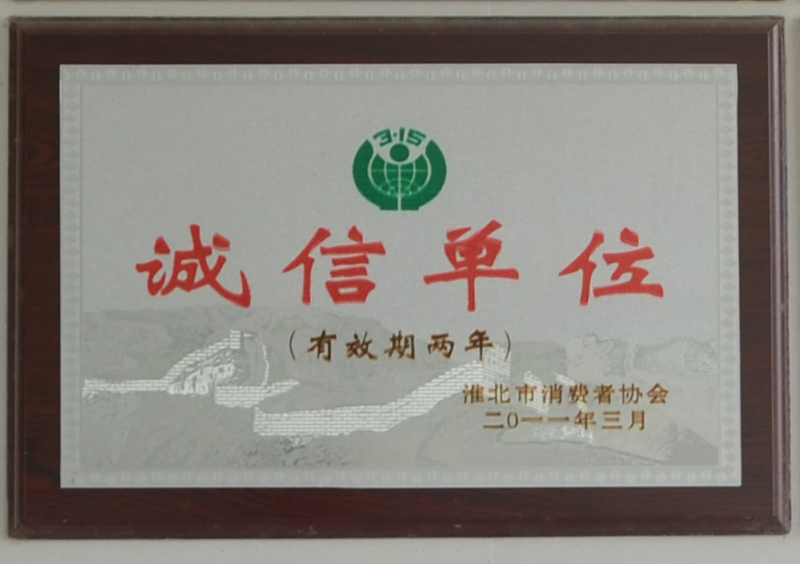 3·15
诚信单位
（有效期两年）
淮北市消费者协会
二0一一年三月